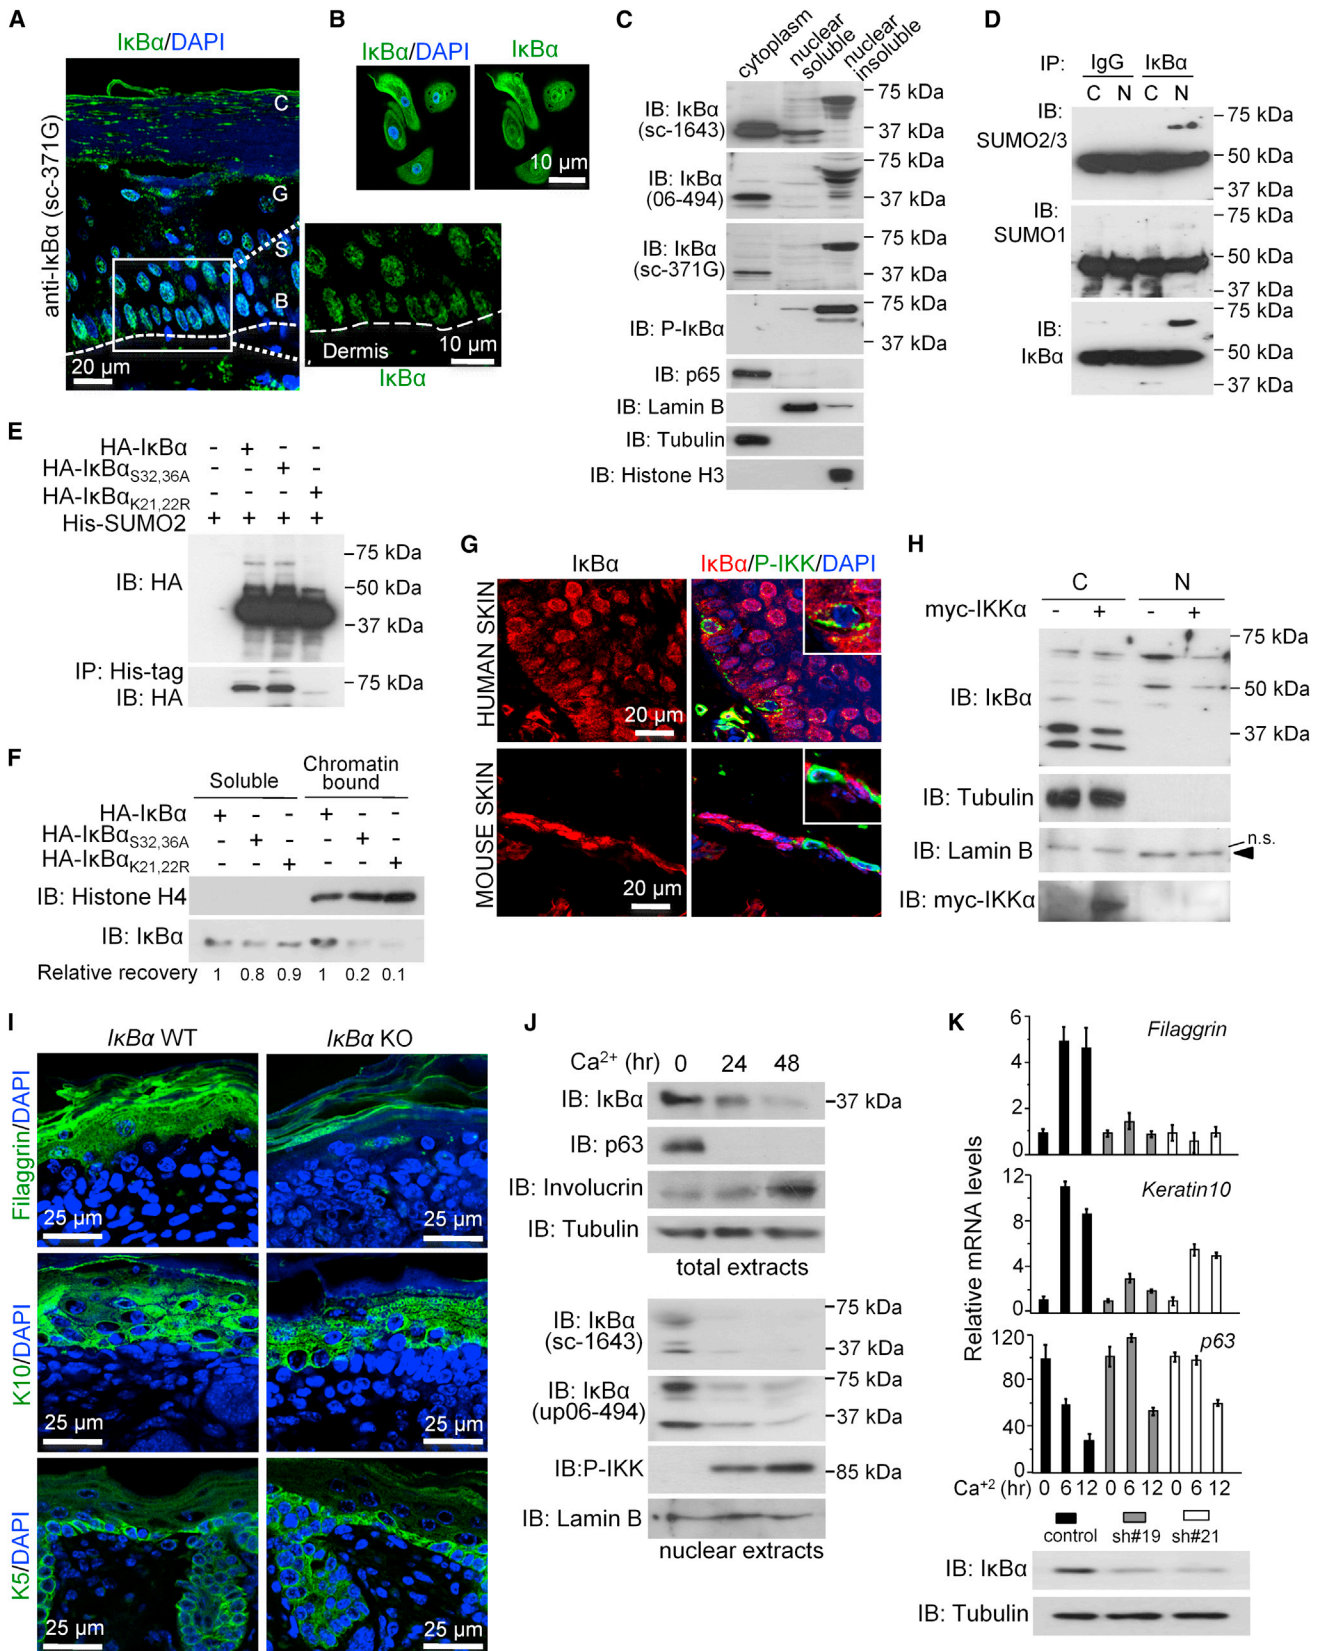 A
IκBα/DAPI
anti-IκBα (sc-371G)
C
G
S
B
20 μm
B
IκBα/DAPI
IκBα
10 μm
Dermis
10 μm
IκBα
C
cytoplasm
nuclear soluble
nuclear insoluble
IB: IκBα (sc-1643)
75 kDa
37 kDa
IB: IκBα (06-494)
75 kDa
37 kDa
IB: IκBα (sc-371G)
75 kDa
37 kDa
IB: P-IκBα
75 kDa
37 kDa
IB: p65
IB: Lamin B
IB: Tubulin
IB: Histone H3
D
IP: IgG IκBα
C N C N
IB: SUMO2/3
75 kDa
50 kDa
37 kDa
IB: SUMO1
75 kDa
50 kDa
37 kDa
IB: IκBα
75 kDa
50 kDa
37 kDa
E
HA-IκBα - + - -
HA-IκBαS32,36A - - + -
HA-IκBαK21,22R - - - +
His-SUMO2 + + + +
IB: HA
75 kDa
50 kDa
37 kDa
IP: His-tag
IB: HA
75 kDa
F
Soluble
Chromatin bound
HA-IκBα + - - + - -
HA-IκBαS32,36A - + - - + -
HA-IκBαK21,22R - - + - - +
IB: Histone H4
IB: IκBα
Relative recovery 1 0.8 0.9 1 0.2 0.1
G
IκBα
IκBα/P-IKK/DAPI
HUMAN SKIN
20 μm
20 μm
MOUSE SKIN
20 μm
20 μm
H
C N
myc-IKKα - + - +
IB: IκBα
75 kDa
50 kDa
37 kDa
IB: Tubulin
IB: Lamin B
n.s.
IB: myc-IKKα
I
IκBα WT
IκBα KO
Filaggrin/DAPI
25 μm
25 μm
K10/DAPI
25 μm
25 μm
K5/DAPI
25 μm
25 μm
J
Ca2+ (hr) 0 24 48
IB: IκBα
37 kDa
IB: p63
IB: Involucrin
IB: Tubulin
total extracts
IB: IκBα (sc-1643)
75 kDa
37 kDa
IB: IκBα (up06-494)
75 kDa
37 kDa
IB:P-IKK
85 kDa
IB: Lamin B
nuclear extracts
K
Relative mRNA levels
Filaggrin
6
4
2
0
Keratin10
12
8
4
0
p63
120
80
40
0
Ca+2 (hr) 0 6 12 0 6 12 0 6 12
control sh#19 sh#21
IB: IκBα
IB: Tubulin